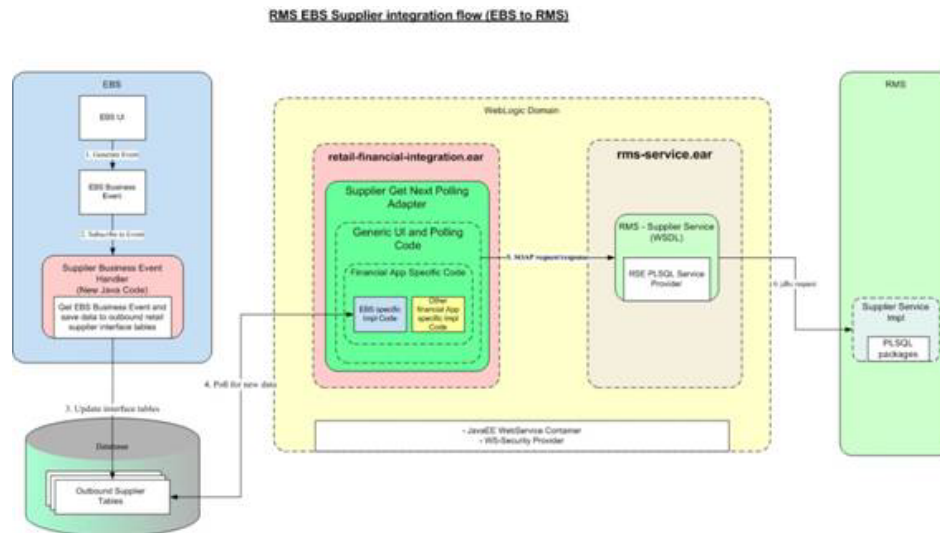 RMS EBS Supplier integration flow (EBS to RMS)
EBS
EBS UI
1. Generate Event
EBS Business
Event
2. Subscribe to Event
Supplier Business Event
Handler
(New Java Code)
Get EBS Business Event and
save data to outbound retail
supplier interface tables
3. Update interface tables
Database
Outbound Supplier
Tables
4. Poll for new data
WebLogic Domain
retail-financial-integration.ear
Supplier Get Next Polling
Adapter
Generic UI and Polling
Code
Financial App Specific Code
EBS specific
Impl Code
Other
financial App
specific Impl
Code
5. SOAP request/response
rms-service.ear
RMS - Supplier Service
(WSDL)
RSE PLSQL Service
Provider
- JavaEE WebService Container
- WS-Security Provider
6. jdbc request
RMS
Supplier Service
Impl
PLSQL
packages